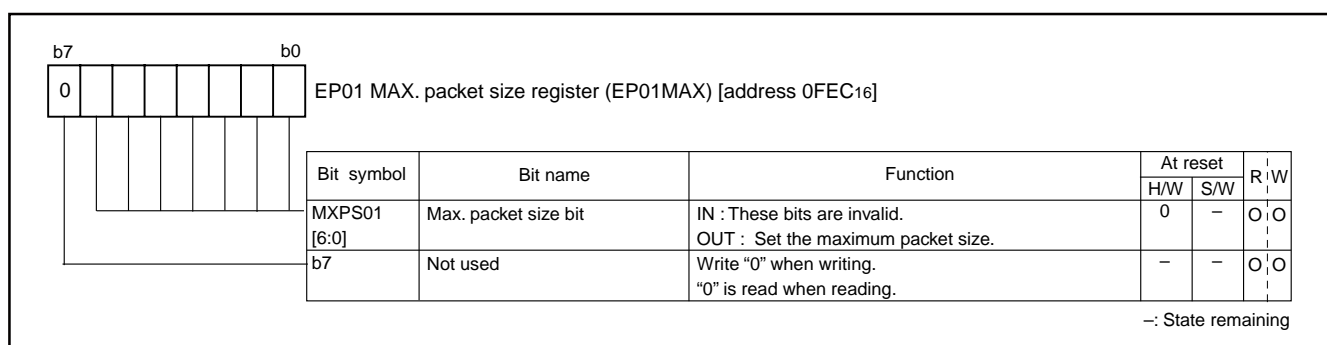 b7 b0
0
EP01 MAX. packet size register (EP01MAX) [address 0FEC16]
Bit symbol Bit name Function At reset R W
H/W S/W
MXPS01 Max. packet size bit IN : These bits are invalid. 0 – O O
[6:0] OUT : Set the maximum packet size.
b7 Not used Write “0” when writing. – – O O
“0” is read when reading.
–: State remaining